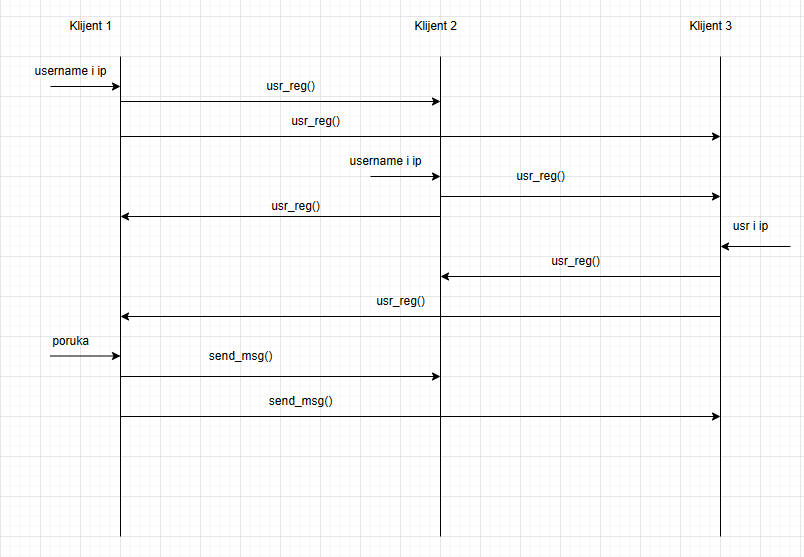 Klijent 1
Klijent 2
Klijent 3
username i ip
usr_reg()
usr_reg()
username i ip
usr_reg()
usr_reg()
usr i ip
usr_reg()
usr_reg()
poruka
send_msg()
send_msg()